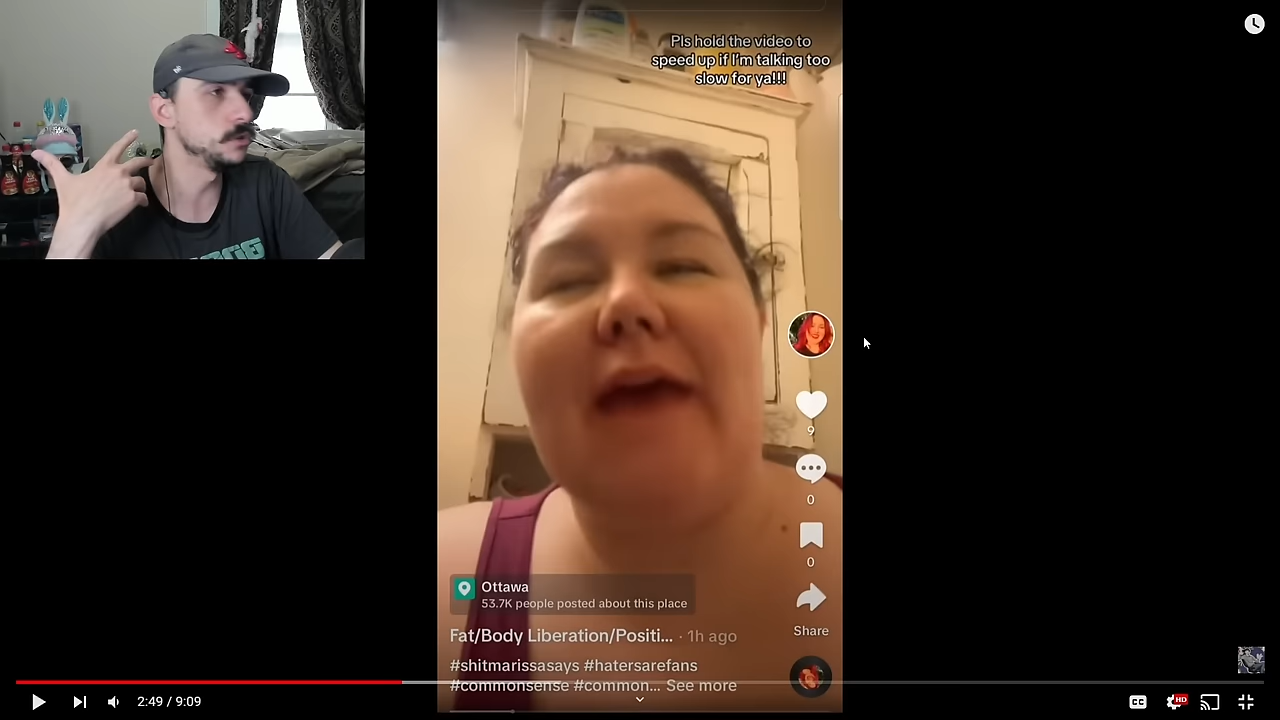 Pls hold the video to
speed up if I'm talking too
slow for ya!!!
9
0
0
Share
Ottawa
53.7K people posted about this place
Fat/Body Liberation/Positi... · 1h ago
#shitmarissasays #hatersarefans
#commonsense #common... See more
2:49 / 9:09
CC
HD